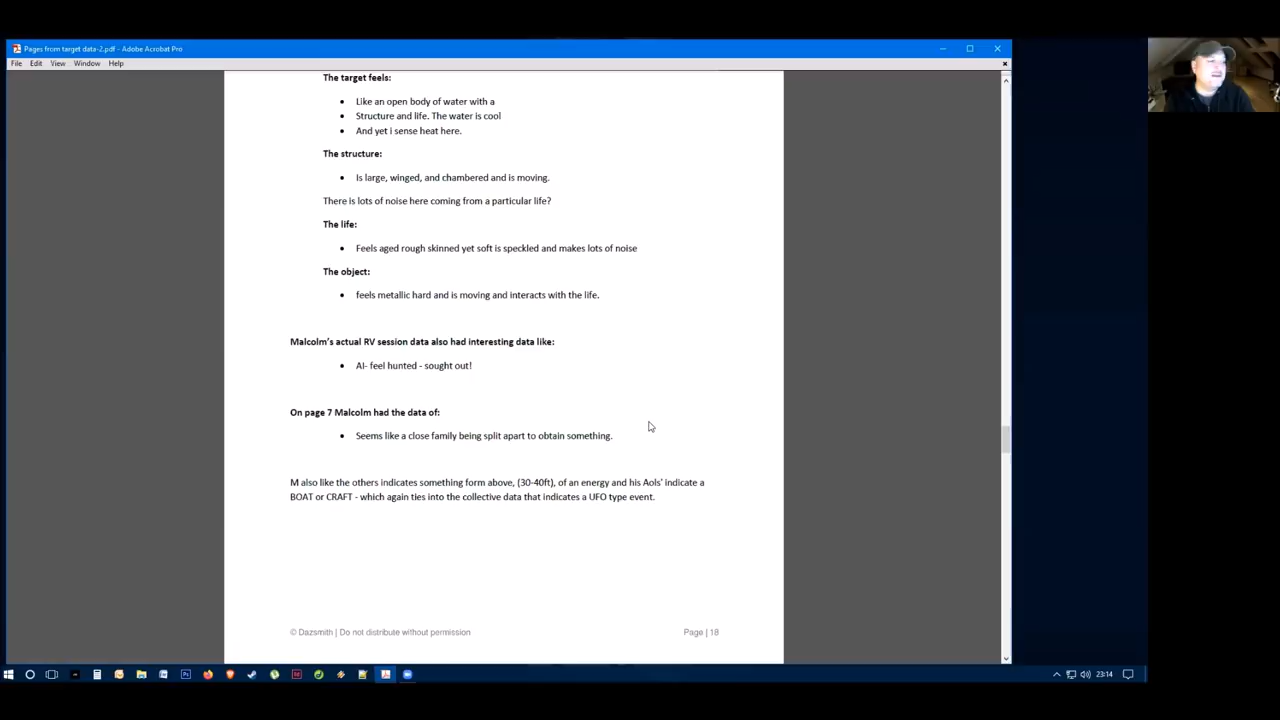 Pages from target data-2.pdf - Adobe Acrobat Pro
File Edit View Window Help
The target feels:
• Like an open body of water with a
• Structure and life. The water is cool
• And yet i sense heat here.
The structure:
• Is large, winged, and chambered and is moving.
There is lots of noise here coming from a particular life?
The life:
• Feels aged rough skinned yet soft is speckled and makes lots of noise
The object:
• feels metallic hard and is moving and interacts with the life.
Malcolm's actual RV session data also had interesting data like:
• AI- feel hunted - sought out!
On page 7 Malcolm had the data of:
• Seems like a close family being split apart to obtain something.
M also like the others indicates something form above, (30-40ft), of an energy and his Aols' indicate a
BOAT or CRAFT - which again ties into the collective data that indicates a UFO type event.
© Dazsmith | Do not distribute without permission
Page | 18
23:14